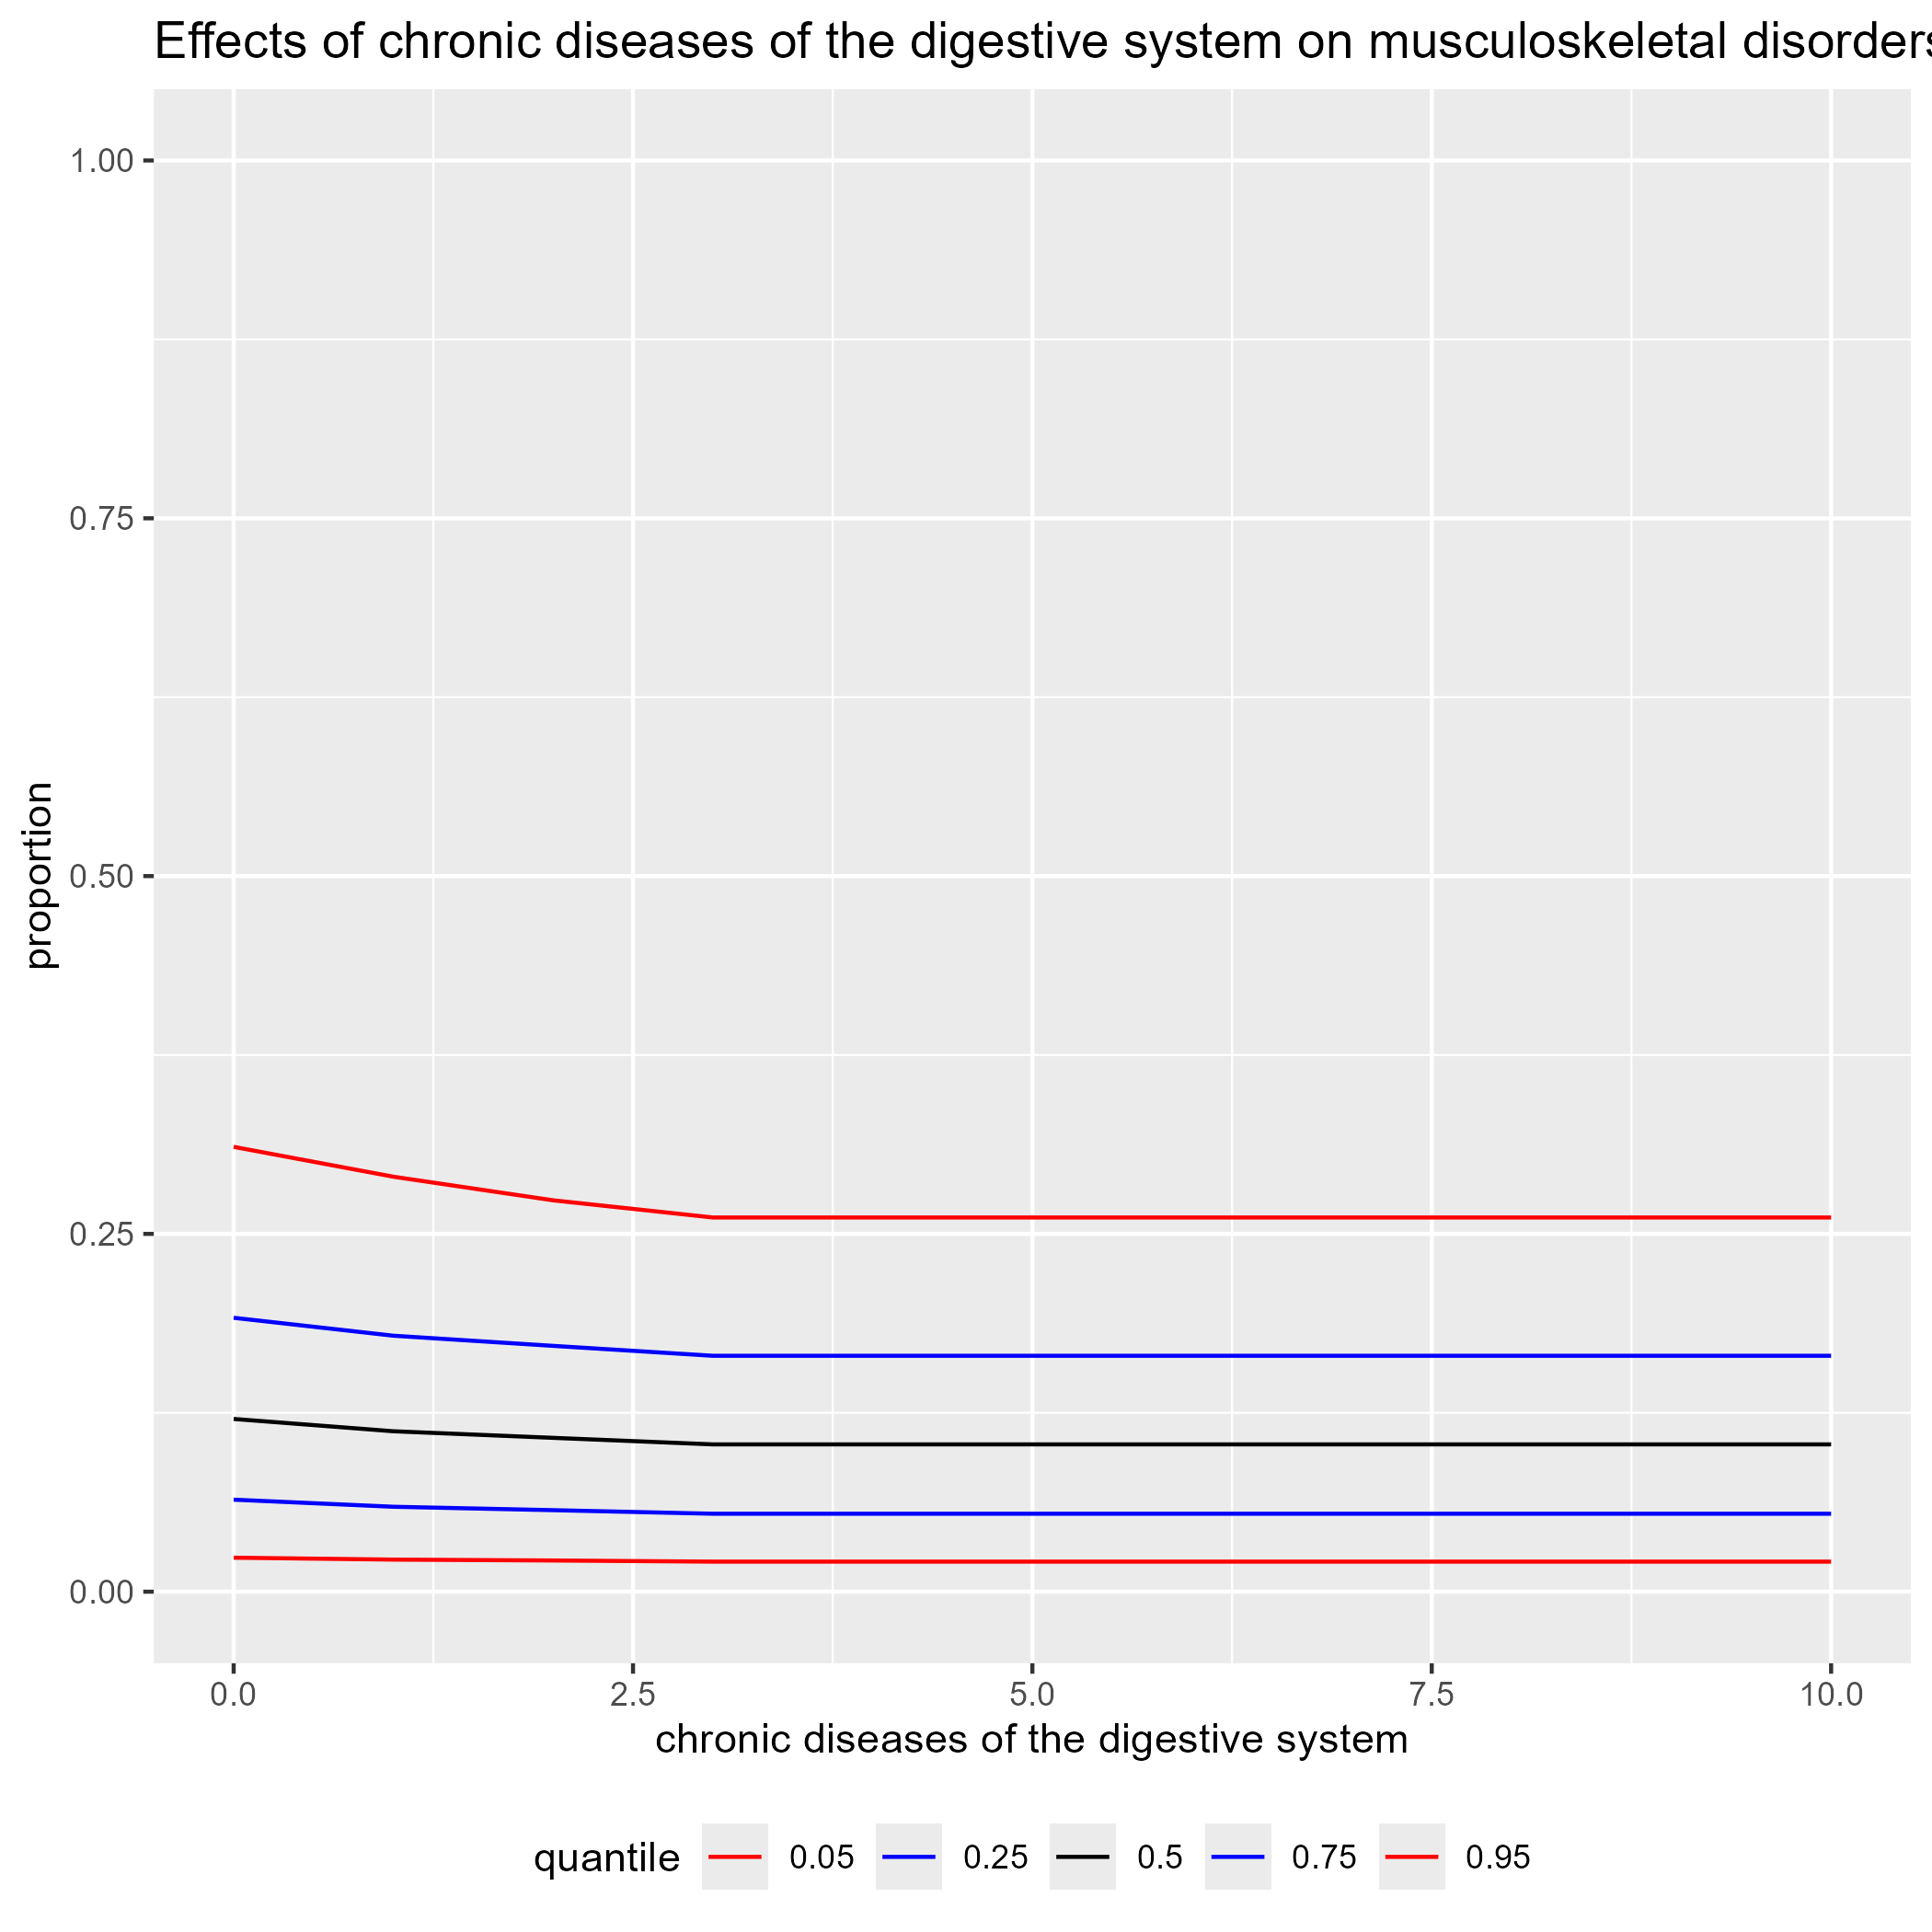 Effects of chronic diseases of the digestive system on musculoskeletal disorders
1.00
0.75
0.50
0.25
0.00
proportion
0.0 2.5 5.0 7.5 10.0
chronic diseases of the digestive system
quantile 0.05 0.25 0.5 0.75 0.95